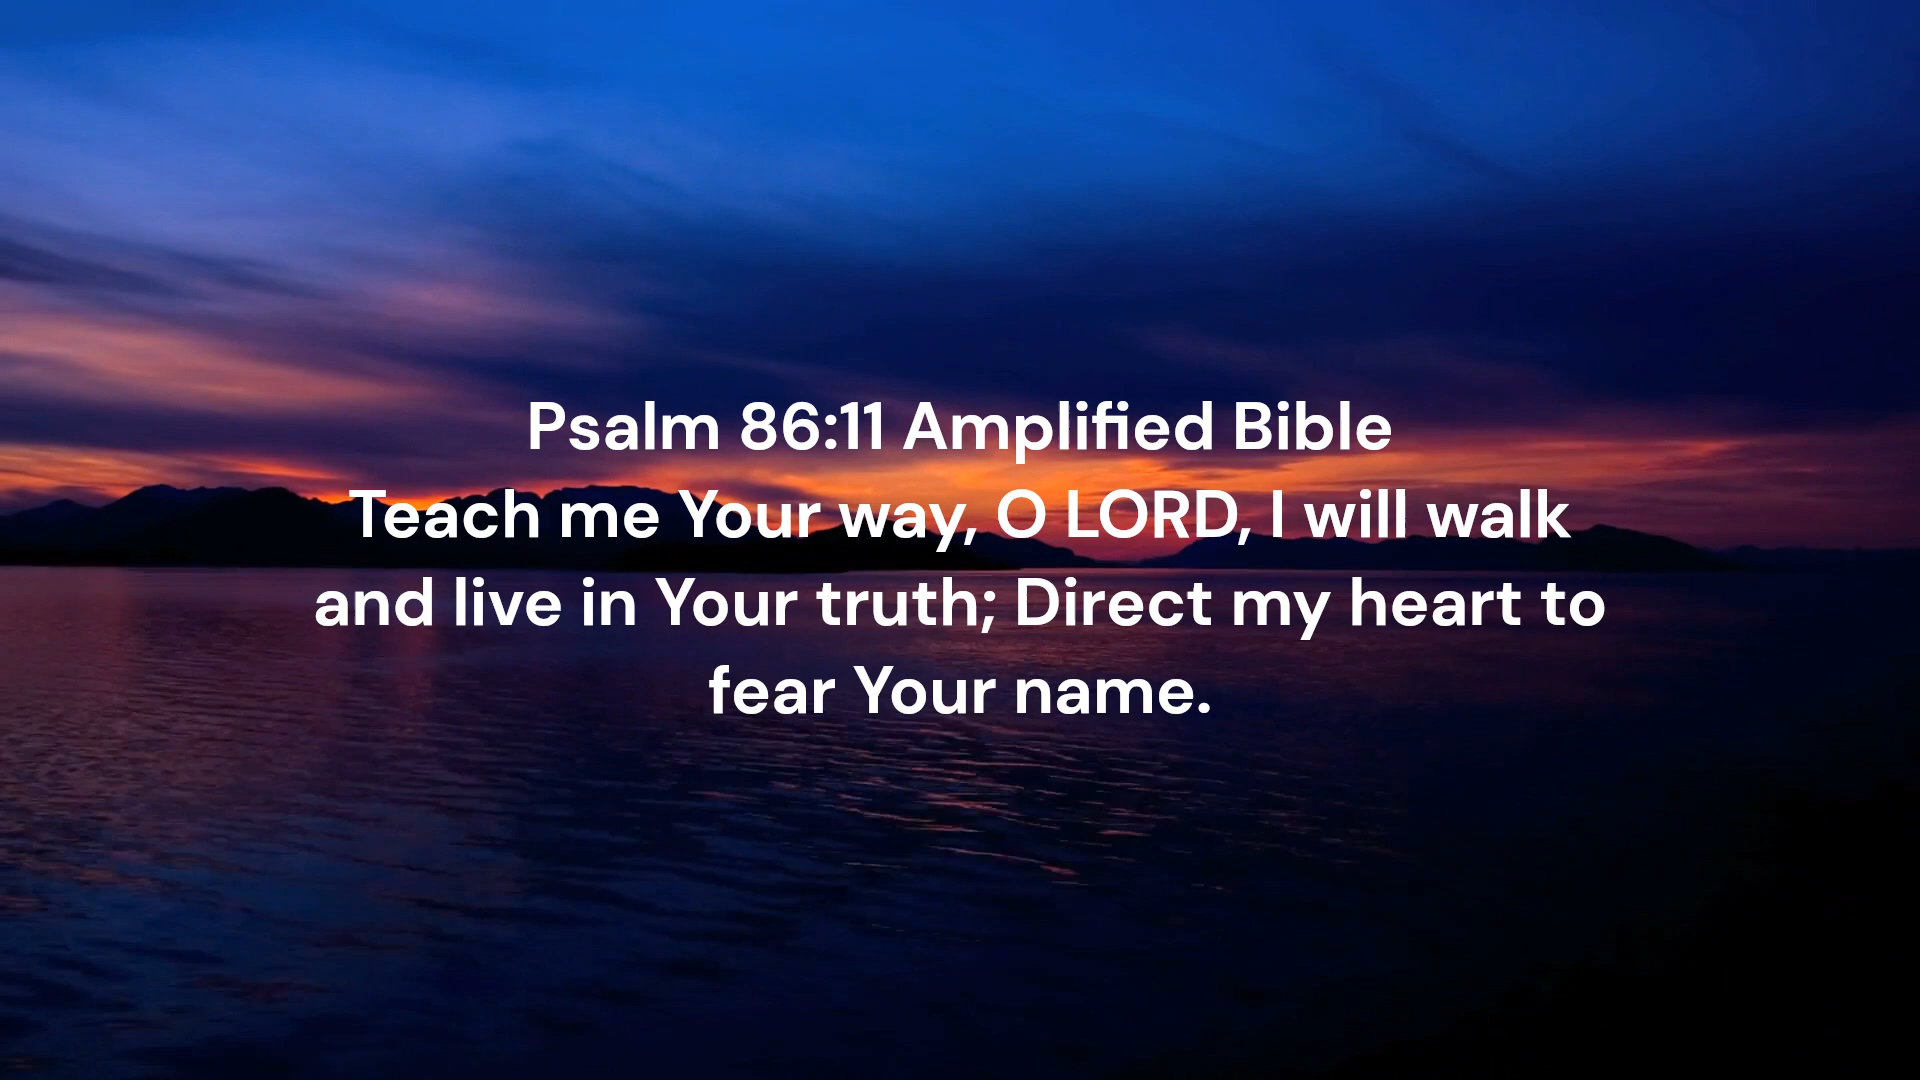 Psalm 86:11 Amplified Bible
Teach me Your way, O LORD, I will walk
and live in Your truth; Direct my heart to
fear Your name.